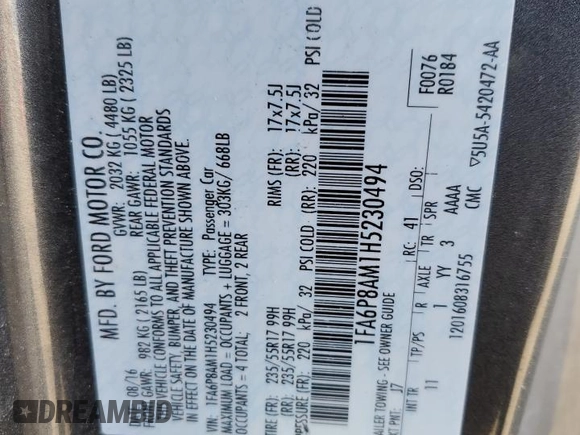 MFD. BY FORD MOTOR CO.
08/16 GVWR: 2032 KG / 4480 LB)
FRONT GAWR: 982 KG (2165 LB) REAR GAWR: 1055 KG ( 2325 LB)
VEHICLE CONFORMS TO ALL APPLICABLE FEDERAL MOTOR
VEHICLE SAFETY, BUMPER, AND THEFT PREVENTION STANDARDS
IN EFFECT ON THE DATE OF MANUFACTURE SHOWN ABOVE.
VIN: 1FA6P8AM1H5230494 TYPE: Passenger Car
MAXIMUM LOAD = OCCUPANTS + LUGGAGE = 303KG/ 668LB
OCCUPANTS = 4 TOTAL: 2 FRONT, 2 REAR
TIRE (FR): 235/55R17 99H RIMS (FR): 17x7.5J
(RR): 235/55R17 99H (RR): 17x7.5J
PRESSURE (FR): 220 kPa/ 32 PSI COLD (RR): 220 kPa/ 32 PSI COLD
1FA6P8AM1H5230494
TRAILER TOWING - SEE OWNER GUIDE
EXT PNT: J7 RC: 41 DSO:
INT TR TP/PS R AXLE TR SPR
11 1 YY 3 AAAA
F0076
R0184
1201608316755 CMC ▽5U5A-5420472-AA
DREAMBID